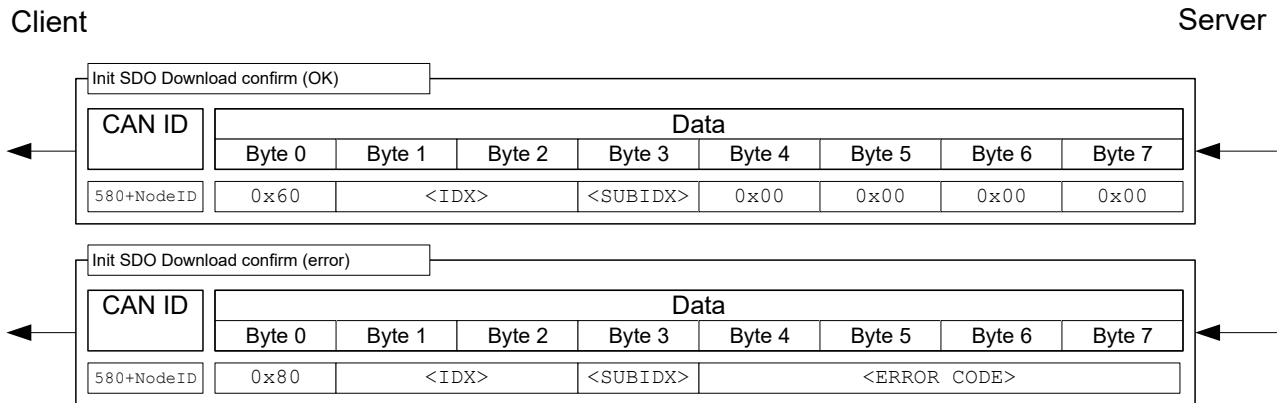 Client Server
Init SDO Download confirm (OK)
CAN ID Data
Byte 0 Byte 1 Byte 2 Byte 3 Byte 4 Byte 5 Byte 6 Byte 7
580+NodeID 0x60 <IDX> <SUBIDX> 0x00 0x00 0x00 0x00
Init SDO Download confirm (error)
CAN ID Data
Byte 0 Byte 1 Byte 2 Byte 3 Byte 4 Byte 5 Byte 6 Byte 7
580+NodeID 0x80 <IDX> <SUBIDX> <ERROR CODE>